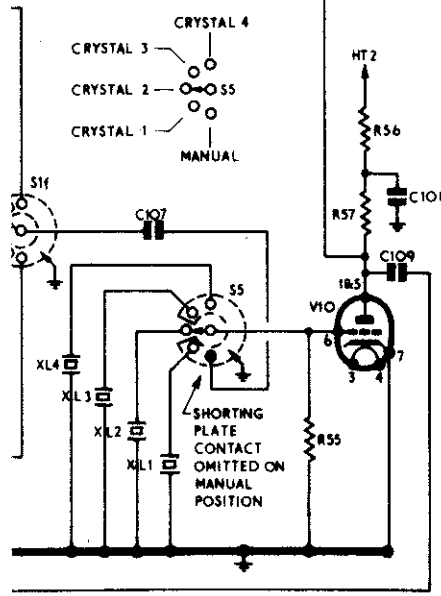 CRYSTAL 4
CRYSTAL 3
CRYSTAL 2
S5
CRYSTAL 1
MANUAL
HT2
R56
S1f
C107
R57
C109
S5
1&5
V10
6
7
3
4
XL4
XL3
XL2
XL1
SHORTING
PLATE
CONTACT
OMITTED ON
MANUAL
POSITION
R55